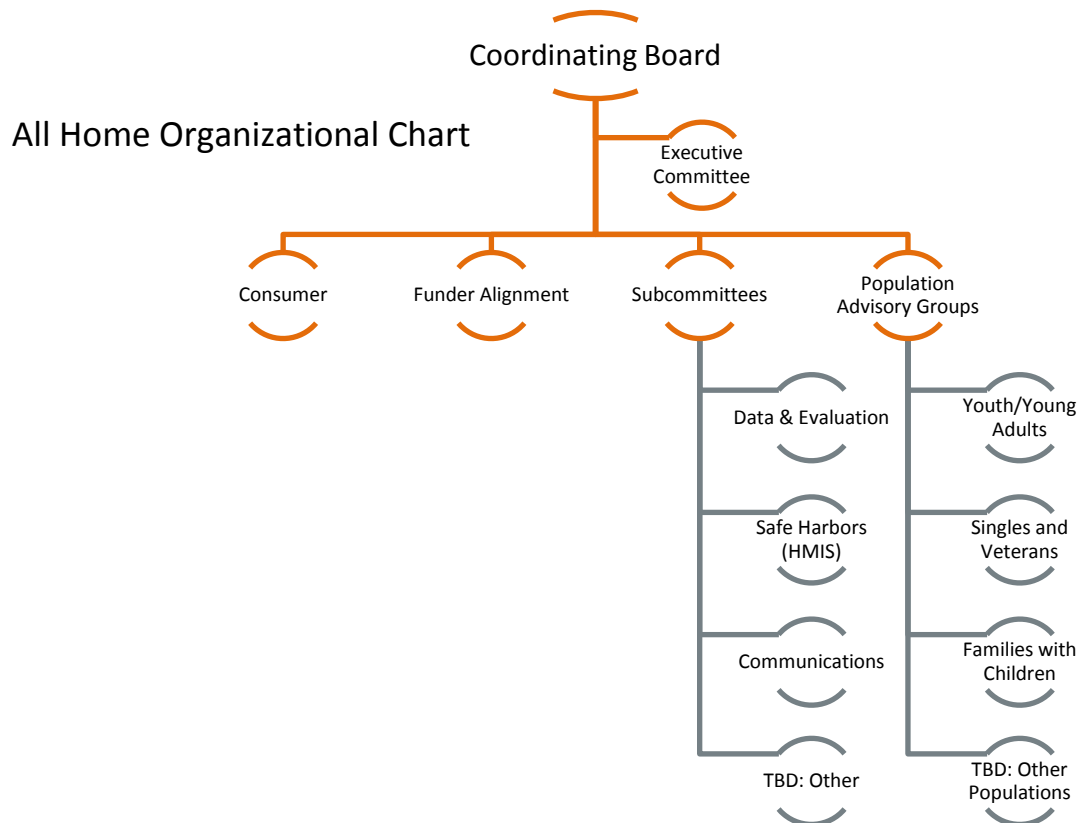 Coordinating Board
All Home Organizational Chart
Executive
Committee
Consumer
Funder Alignment
Subcommittees
Population
Advisory Groups
Data & Evaluation
Youth/Young
Adults
Safe Harbors
(HMIS)
Singles and
Veterans
Communications
Families with
Children
TBD: Other
TBD: Other
Populations